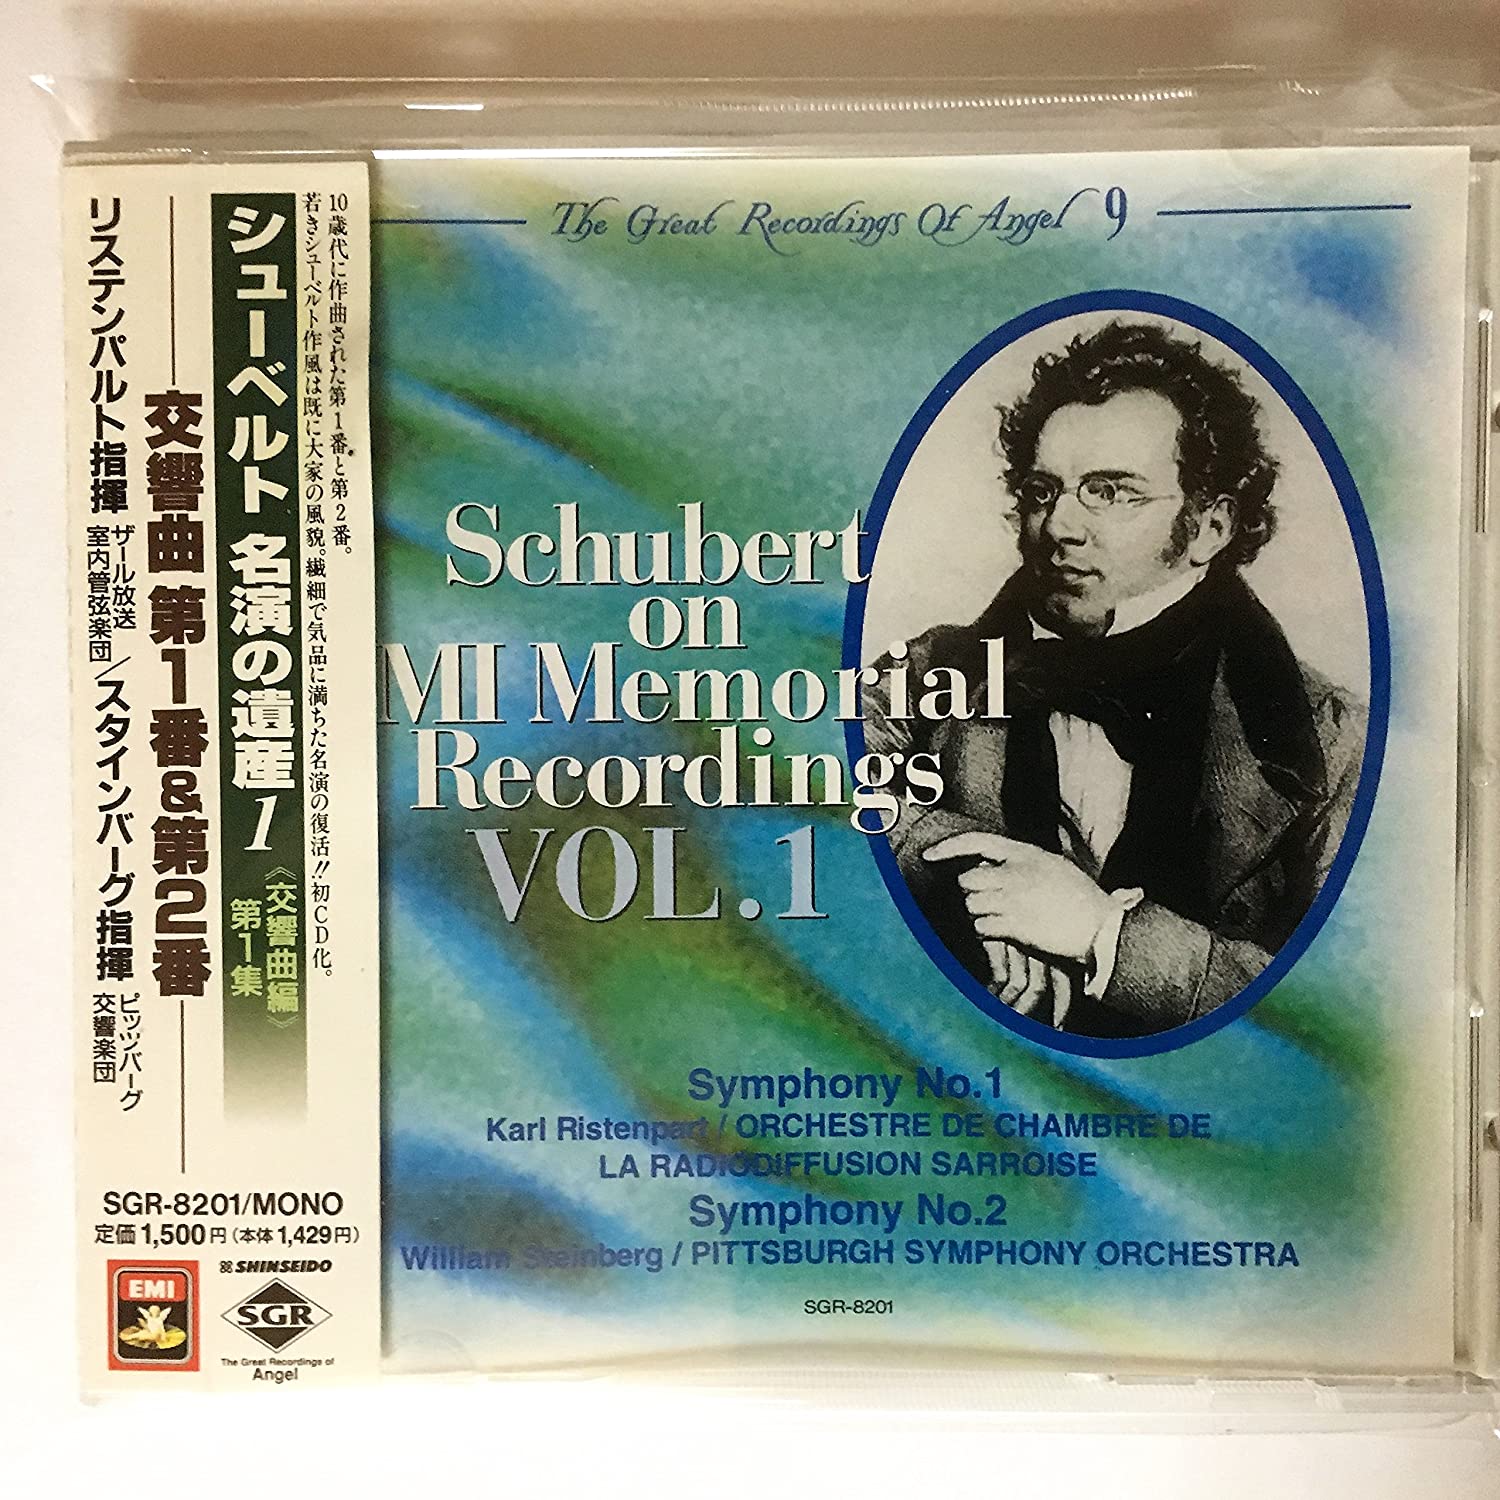 10歳代に作曲された第1番と第2番。
若きシューベルト作風は既に大家の風貌。繊細で気品に満ちた名演の復活!!初CD化。
シューベルト 名演の遺産 1
《交響曲編》
第1集
交響曲 第1番&第2番
リステンパルト指揮 ザール放送
室内管弦楽団/スタインバーグ指揮 ピッツバーグ
交響楽団
SGR-8201/MONO
定価1,500円(本体1,429円)
EMI
SHINSEIDO
SGR
The Great Recordings of
Angel
The Great Recordings Of Angel 9
Schubert
on
MI Memorial
Recordings
VOL.1
Symphony No.1
Karl Ristenpart / ORCHESTRE DE CHAMBRE DE
LA RADIODIFFUSION SARROISE
Symphony No.2
William Steinberg / PITTSBURGH SYMPHONY ORCHESTRA
SGR-8201